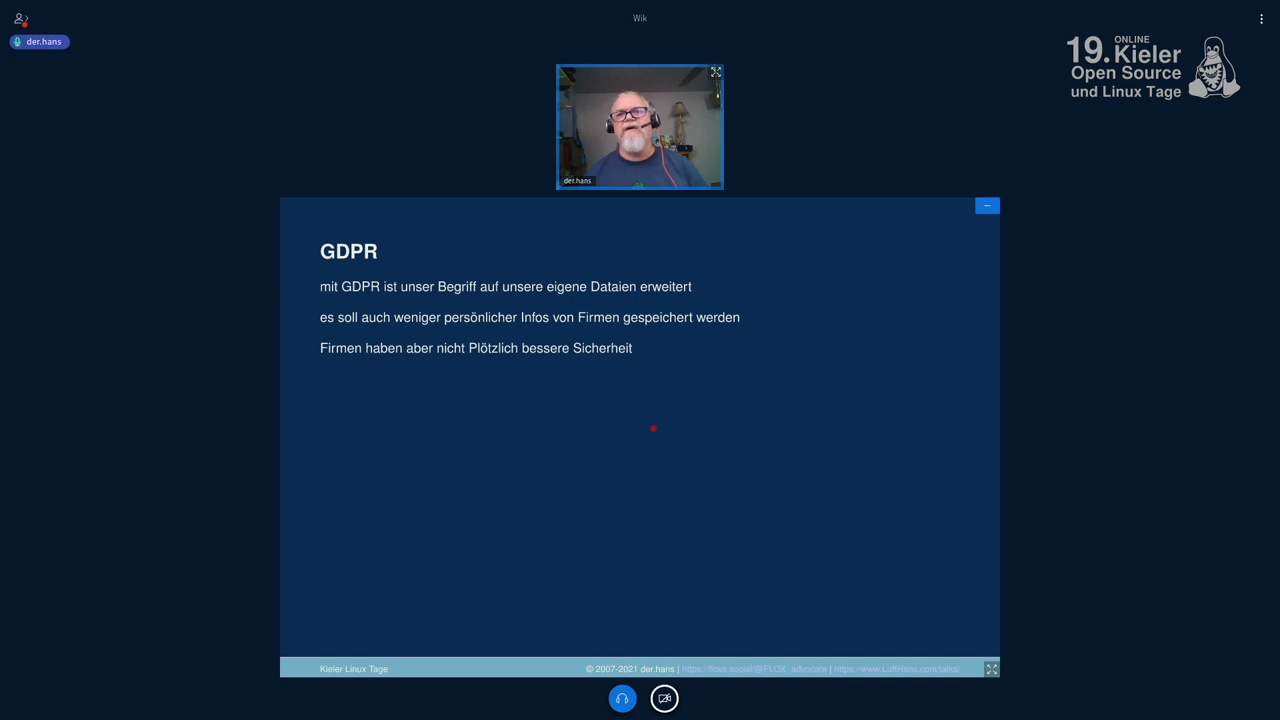 Wik
der.hans
ONLINE
19. Kieler
Open Source
und Linux Tage
der.hans
GDPR
mit GDPR ist unser Begriff auf unsere eigene Dataien erweitert
es soll auch weniger persönlicher Infos von Firmen gespeichert werden
Firmen haben aber nicht Plötzlich bessere Sicherheit
Kieler Linux Tage
© 2007-2021 der.hans | https://floss.social/@FLOX_advocate | https://www.LuftHans.com/talks/